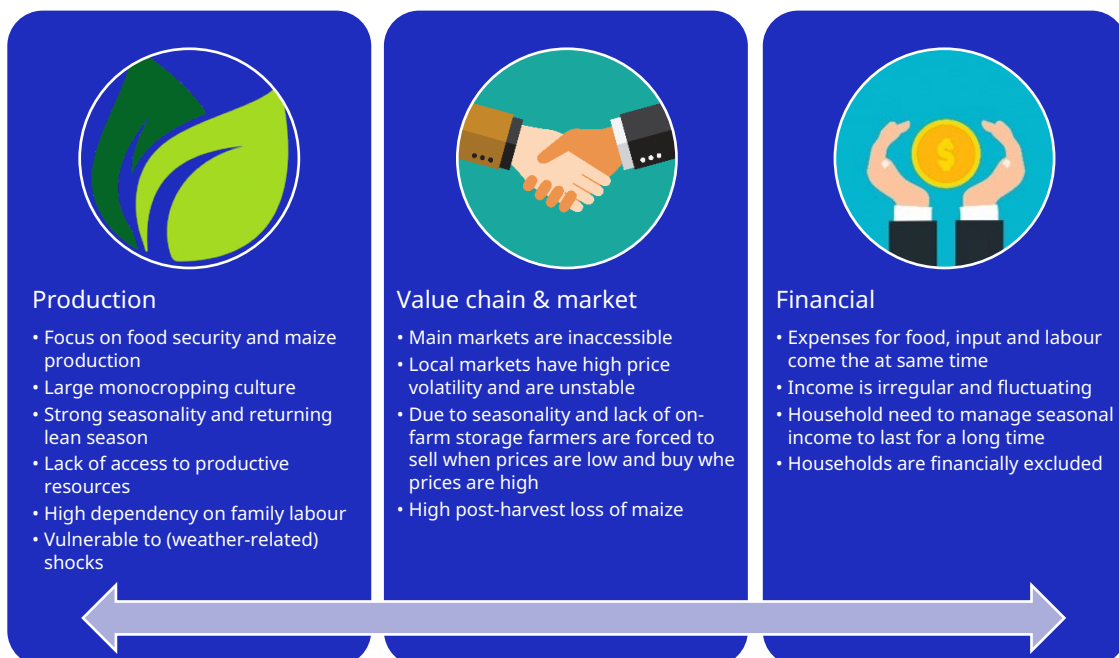 Production
• Focus on food security and maize
production
• Large monocropping culture
• Strong seasonality and returning
lean season
• Lack of access to productive
resources
• High dependency on family labour
• Vulnerable to (weather-related)
shocks
Value chain & market
• Main markets are inaccessible
• Local markets have high price
volatility and are unstable
• Due to seasonality and lack of on-
farm storage farmers are forced to
sell when prices are low and buy whe
prices are high
• High post-harvest loss of maize
Financial
• Expenses for food, input and labour
come the at same time
• Income is irregular and fluctuating
• Household need to manage seasonal
income to last for a long time
• Households are financially excluded
$